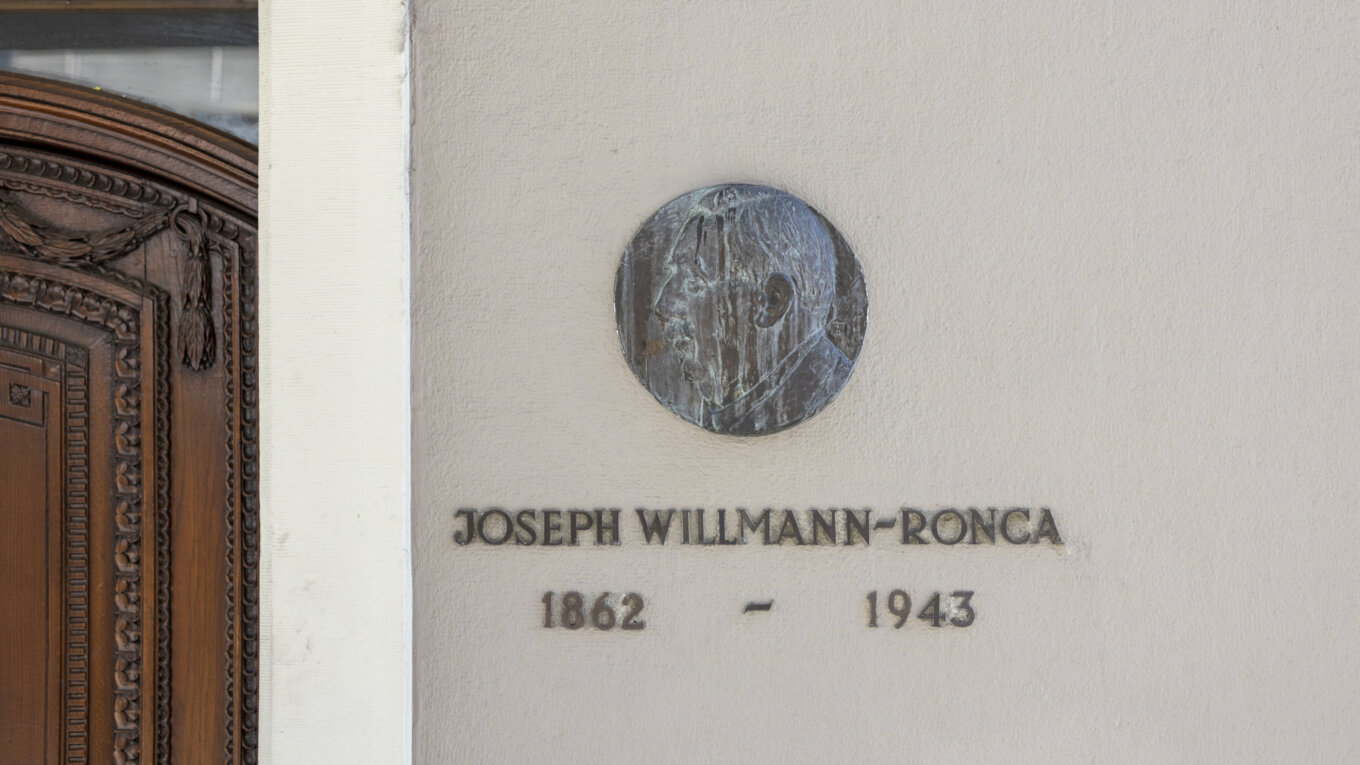 JOSEPH WILLMANN-RONCA
1862 - 1943